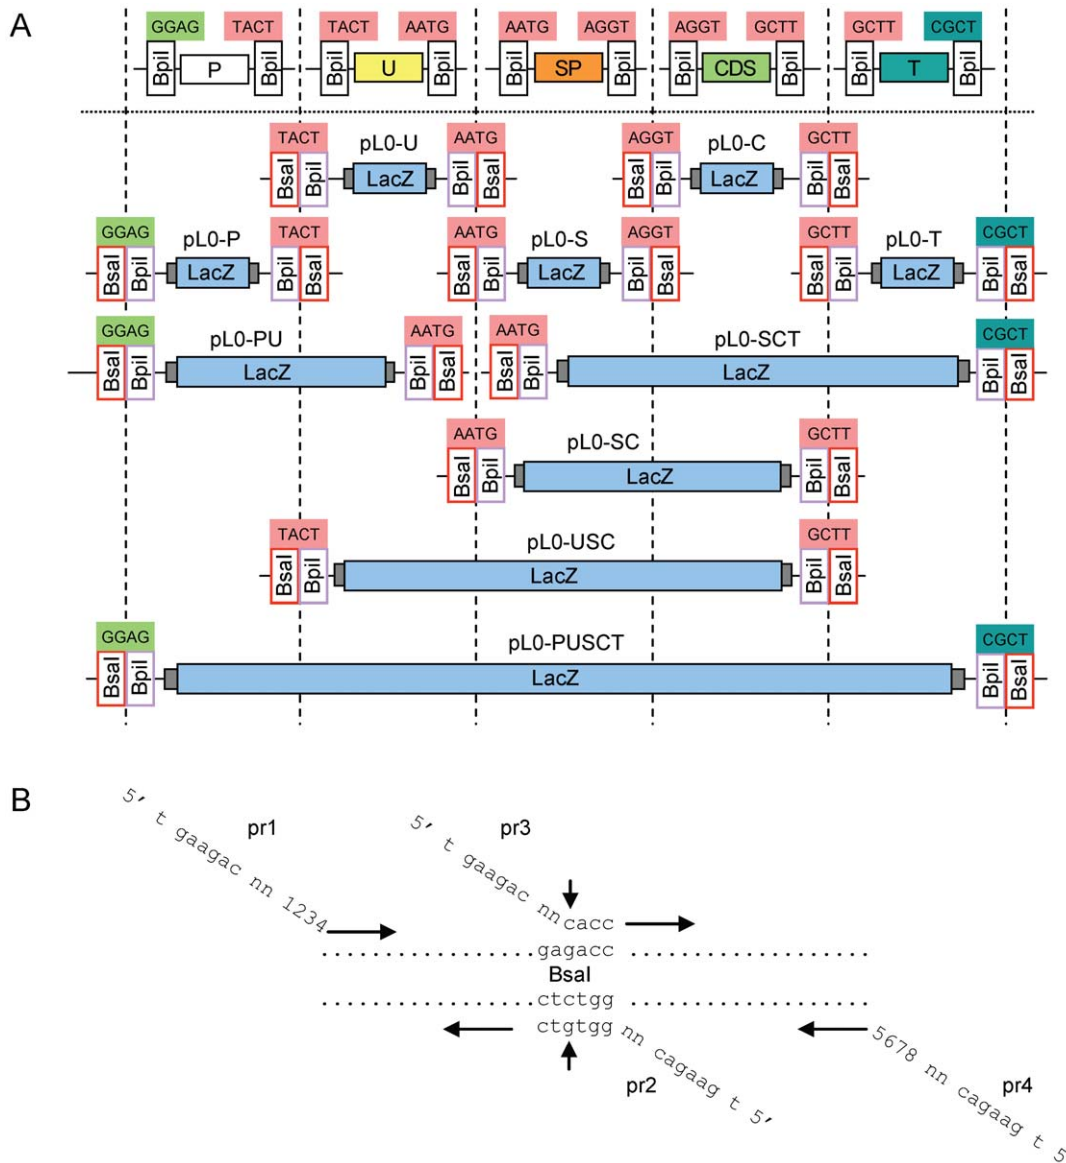 A
GGAG TACT TACT AATG AATG AGGT AGGT GCTT GCTT CGCT
BpiI P BpiI BpiI U BpiI BpiI SP BpiI BpiI CDS BpiI BpiI T BpiI
TACT pL0-U AATG AGGT pL0-C GCTT
BsaI BpiI LacZ BpiI BsaI BsaI BpiI LacZ BpiI BsaI
GGAG pL0-P TACT AATG pL0-S AGGT GCTT pL0-T CGCT
BsaI BpiI LacZ BpiI BsaI BsaI BpiI LacZ BpiI BsaI BsaI BpiI LacZ BpiI BsaI
GGAG pL0-PU AATG AATG pL0-SCT CGCT
BsaI BpiI LacZ BpiI BsaI BsaI BpiI LacZ BpiI BsaI
AATG pL0-SC GCTT
BsaI BpiI LacZ BpiI BsaI
TACT pL0-USC GCTT
BsaI BpiI LacZ BpiI BsaI
GGAG pL0-PUSCT CGCT
BsaI BpiI LacZ BpiI BsaI
B
5' t gaagac nn 1234
pr1
5' t gaagac nn cacc
pr3
gagacc
BsaI
ctctgg
ctgtgg nn cagaag t 5'
pr2
5678 nn cagaag t 5'
pr4